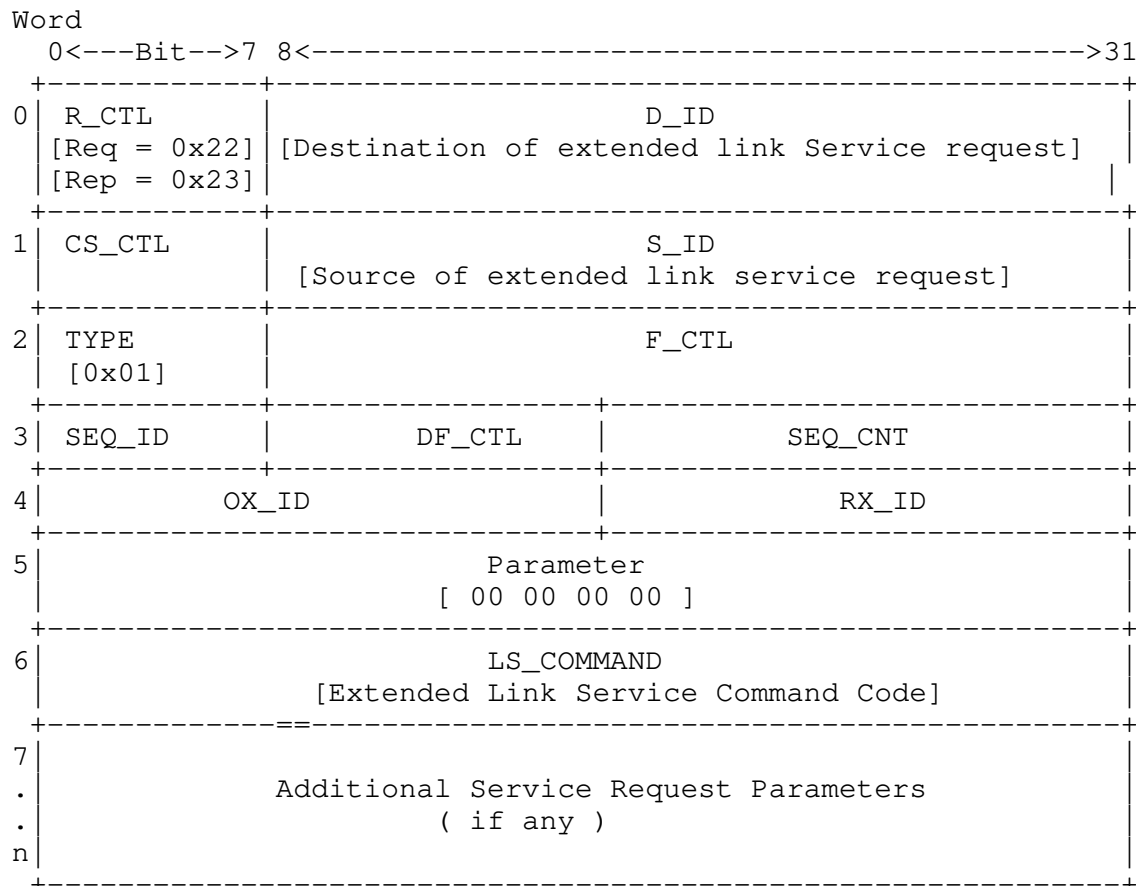 Word
0<---Bit-->7 8<-------------------------------------------->31
0 R_CTL D_ID
[Req = 0x22] [Destination of extended link Service request]
[Rep = 0x23]
1 CS_CTL S_ID
[Source of extended link service request]
2 TYPE F_CTL
[0x01]
3 SEQ_ID DF_CTL SEQ_CNT
4 OX_ID RX_ID
5 Parameter
[ 00 00 00 00 ]
6 LS_COMMAND
[Extended Link Service Command Code]
7
. Additional Service Request Parameters
. ( if any )
n